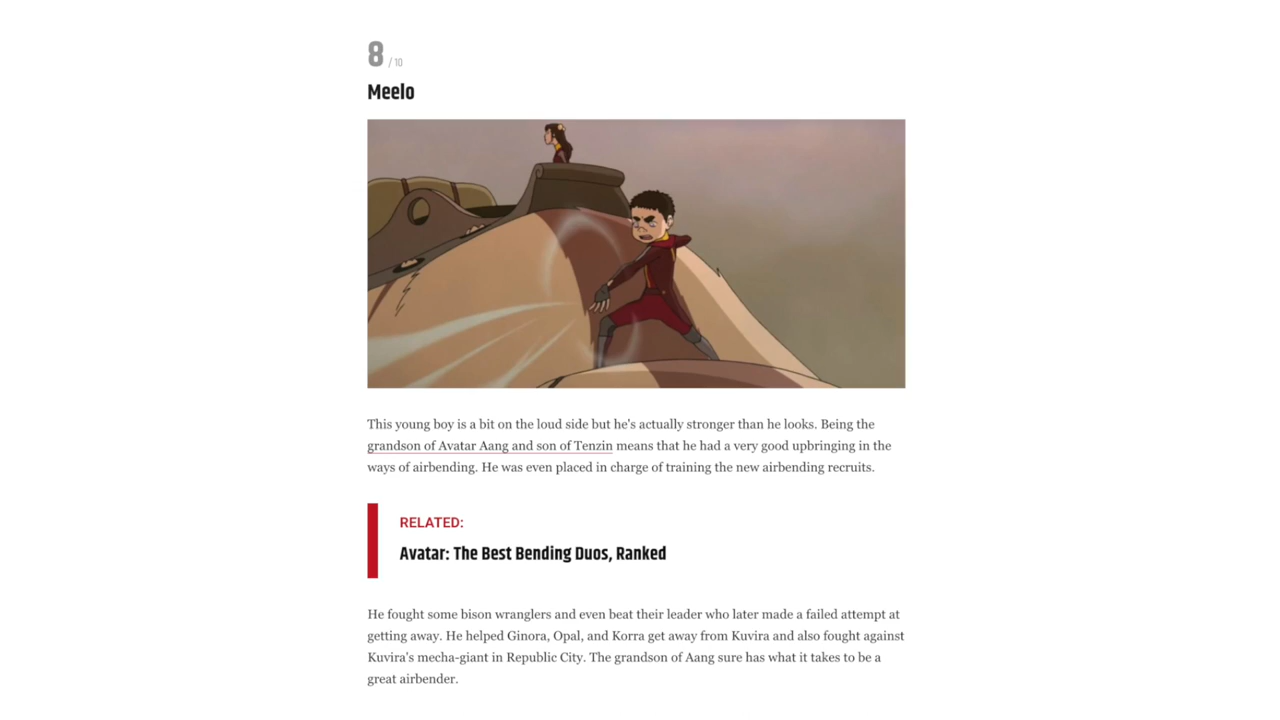 8 / 10
Meelo
This young boy is a bit on the loud side but he's actually stronger than he looks. Being the
grandson of Avatar Aang and son of Tenzin means that he had a very good upbringing in the
ways of airbending. He was even placed in charge of training the new airbending recruits.
RELATED:
Avatar: The Best Bending Duos, Ranked
He fought some bison wranglers and even beat their leader who later made a failed attempt at
getting away. He helped Ginora, Opal, and Korra get away from Kuvira and also fought against
Kuvira's mecha-giant in Republic City. The grandson of Aang sure has what it takes to be a
great airbender.